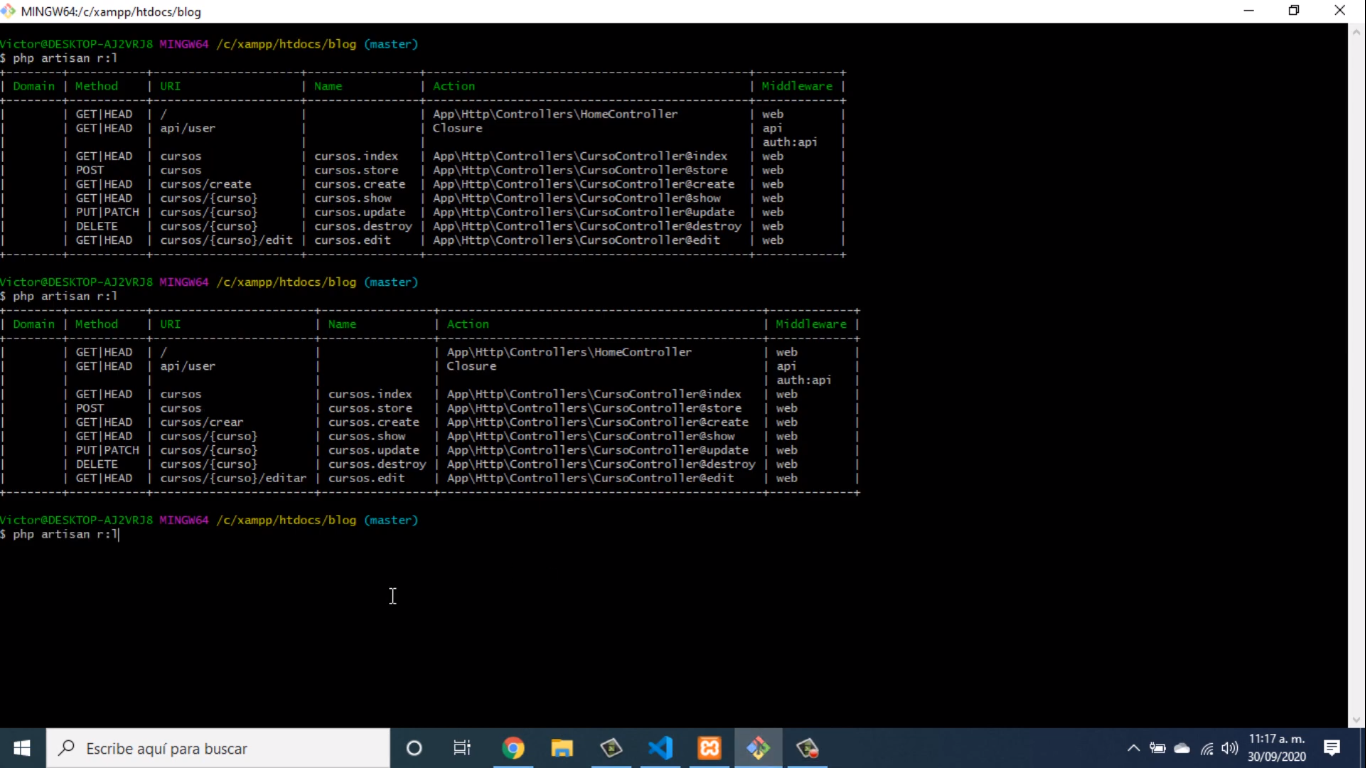 MINGW64:/c/xampp/htdocs/blog
Victor@DESKTOP-AJ2VRJ8 MINGW64 /c/xampp/htdocs/blog (master)
$ php artisan r:l
| Domain | Method | URI | Name | Action | Middleware |
| | GET|HEAD | / | | App\Http\Controllers\HomeController | web |
| | GET|HEAD | api/user | | Closure | api |
| | | | | | auth:api |
| | GET|HEAD | cursos | cursos.index | App\Http\Controllers\CursoController@index | web |
| | POST | cursos | cursos.store | App\Http\Controllers\CursoController@store | web |
| | GET|HEAD | cursos/create | cursos.create | App\Http\Controllers\CursoController@create | web |
| | GET|HEAD | cursos/{curso} | cursos.show | App\Http\Controllers\CursoController@show | web |
| | PUT|PATCH | cursos/{curso} | cursos.update | App\Http\Controllers\CursoController@update | web |
| | DELETE | cursos/{curso} | cursos.destroy | App\Http\Controllers\CursoController@destroy | web |
| | GET|HEAD | cursos/{curso}/edit | cursos.edit | App\Http\Controllers\CursoController@edit | web |
Victor@DESKTOP-AJ2VRJ8 MINGW64 /c/xampp/htdocs/blog (master)
$ php artisan r:l
| Domain | Method | URI | Name | Action | Middleware |
| | GET|HEAD | / | | App\Http\Controllers\HomeController | web |
| | GET|HEAD | api/user | | Closure | api |
| | | | | | auth:api |
| | GET|HEAD | cursos | cursos.index | App\Http\Controllers\CursoController@index | web |
| | POST | cursos | cursos.store | App\Http\Controllers\CursoController@store | web |
| | GET|HEAD | cursos/crear | cursos.create | App\Http\Controllers\CursoController@create | web |
| | GET|HEAD | cursos/{curso} | cursos.show | App\Http\Controllers\CursoController@show | web |
| | PUT|PATCH | cursos/{curso} | cursos.update | App\Http\Controllers\CursoController@update | web |
| | DELETE | cursos/{curso} | cursos.destroy | App\Http\Controllers\CursoController@destroy | web |
| | GET|HEAD | cursos/{curso}/editar | cursos.edit | App\Http\Controllers\CursoController@edit | web |
Victor@DESKTOP-AJ2VRJ8 MINGW64 /c/xampp/htdocs/blog (master)
$ php artisan r:l
Escribe aquí para buscar
11:17 a. m.
30/09/2020